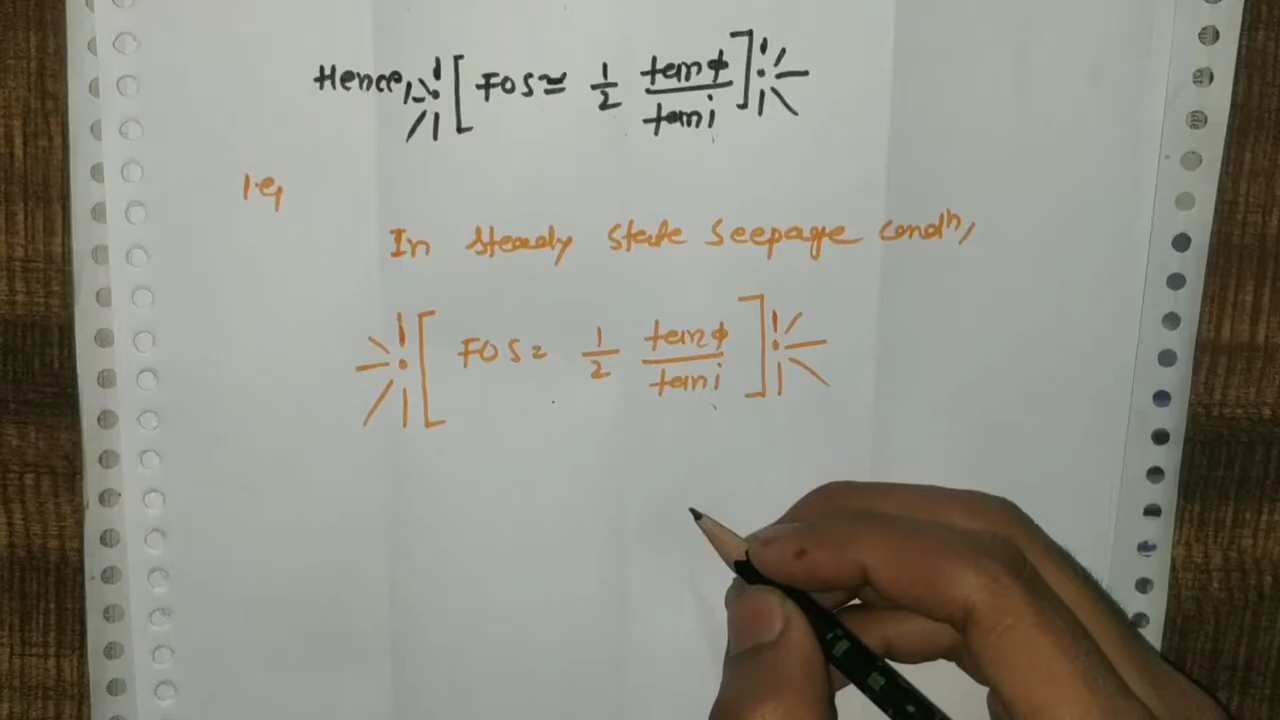 Hence, [ FOS ≃ 1/2 tanφ/tani ]
i.e,
In steady state seepage condn,
[ FOS = 1/2 tanφ/tani ]